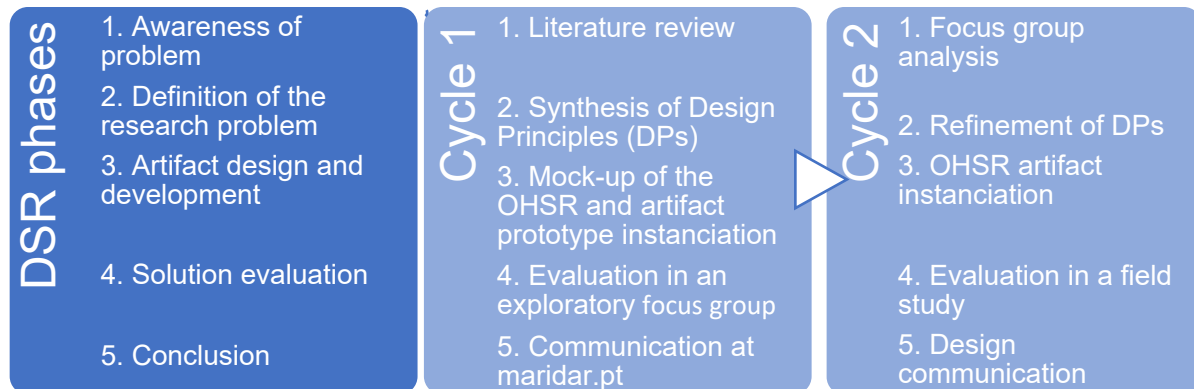 DSR phases
1. Awareness of
problem
2. Definition of the
research problem
3. Artifact design and
development
4. Solution evaluation
5. Conclusion
Cycle 1
1. Literature review
2. Synthesis of Design
Principles (DPs)
3. Mock-up of the
OHSR and artifact
prototype instanciation
4. Evaluation in an
exploratory focus group
5. Communication at
maridar.pt
Cycle 2
1. Focus group
analysis
2. Refinement of DPs
3. OHSR artifact
instanciation
4. Evaluation in a field
study
5. Design
communication